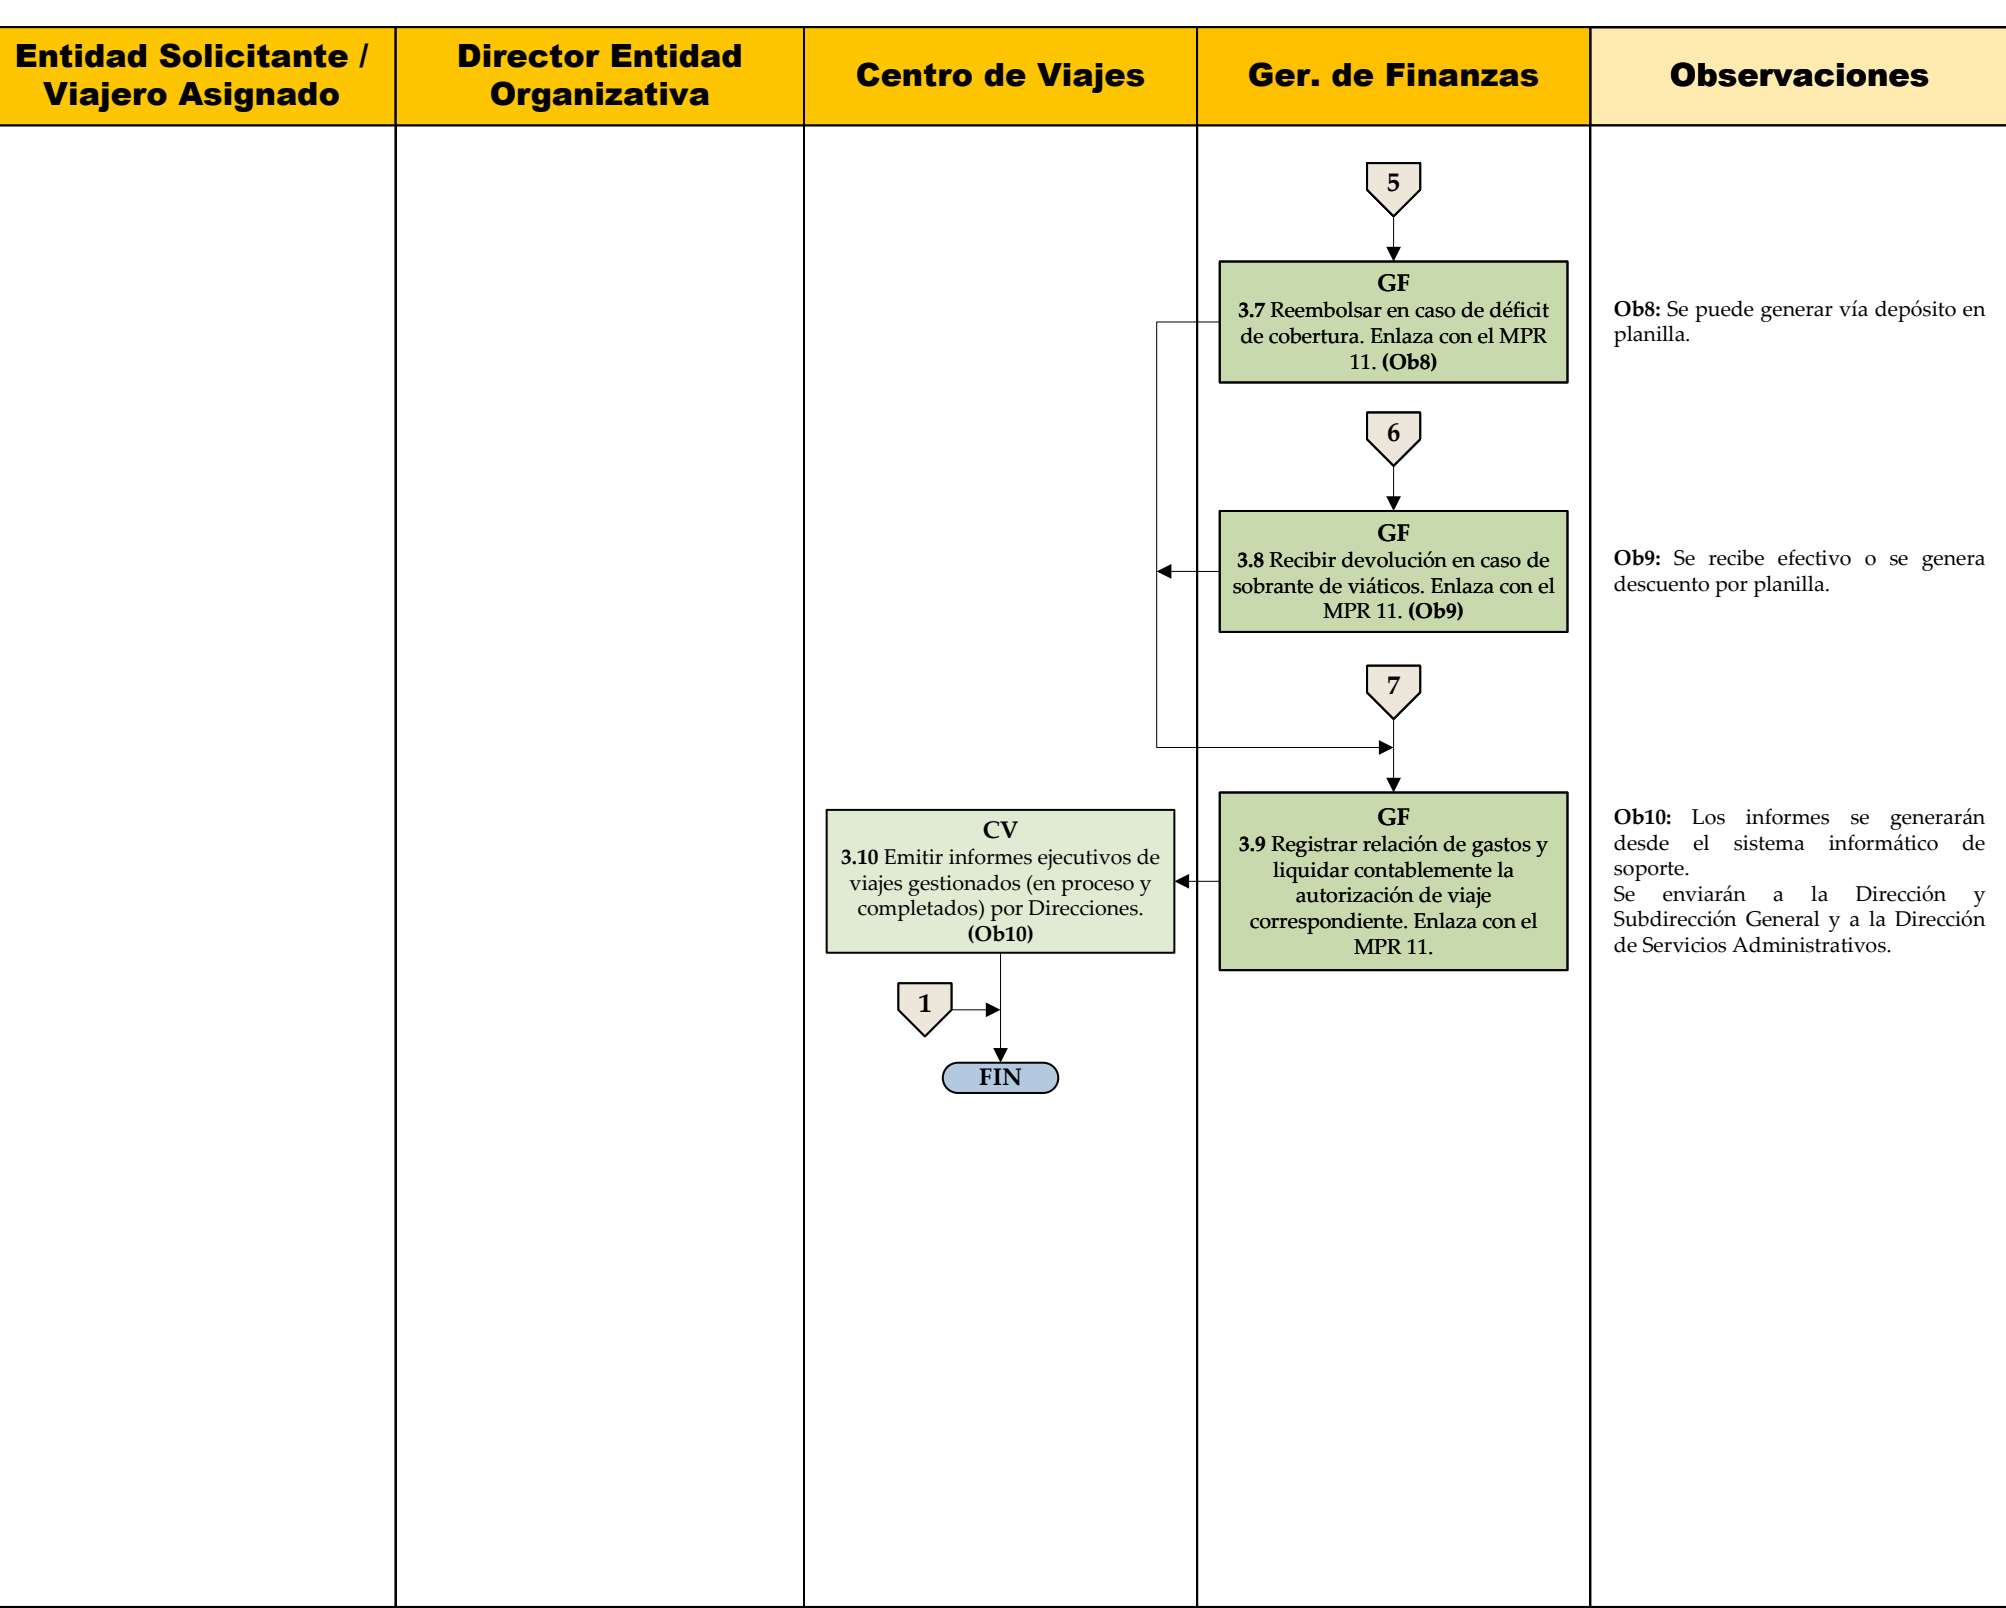 Entidad Solicitante /
Viajero Asignado
Director Entidad
Organizativa
Centro de Viajes
Ger. de Finanzas
Observaciones
5
GF
3.7 Reembolsar en caso de déficit
de cobertura. Enlaza con el MPR
11. (Ob8)
Ob8: Se puede generar vía depósito en
planilla.
6
GF
3.8 Recibir devolución en caso de
sobrante de viáticos. Enlaza con el
MPR 11. (Ob9)
Ob9: Se recibe efectivo o se genera
descuento por planilla.
7
GF
3.9 Registrar relación de gastos y
liquidar contablemente la
autorización de viaje
correspondiente. Enlaza con el
MPR 11.
CV
3.10 Emitir informes ejecutivos de
viajes gestionados (en proceso y
completados) por Direcciones.
(Ob10)
Ob10: Los informes se generarán
desde el sistema informático de
soporte.
Se enviarán a la Dirección y
Subdirección General y a la Dirección
de Servicios Administrativos.
1
FIN